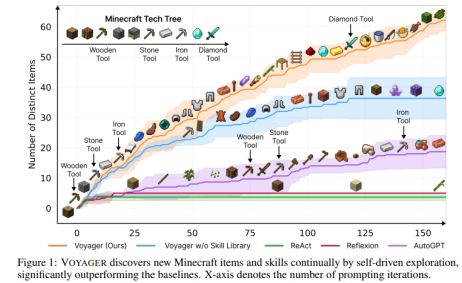 Minecraft Tech Tree
Wooden Tool
Stone Tool
Iron Tool
Diamond Tool
Diamond Tool
Number of Distinct Items
60
50
40
30
20
10
0
Wooden Tool
Stone Tool
Iron Tool
Wooden Tool
Stone Tool
Iron Tool
0
25
50
75
100
125
150
Voyager (Ours)
Voyager w/o Skill Library
ReAct
Reflexion
AutoGPT
Figure 1: VOYAGER discovers new Minecraft items and skills continually by self-driven exploration,
significantly outperforming the baselines. X-axis denotes the number of prompting iterations.